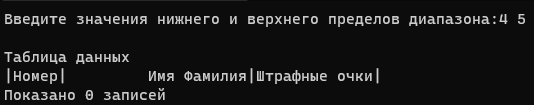 Введите значения нижнего и верхнего пределов диапазона:4 5
Таблица данных
|Номер|         Имя Фамилия|Штрафные очки|
Показано 0 записей